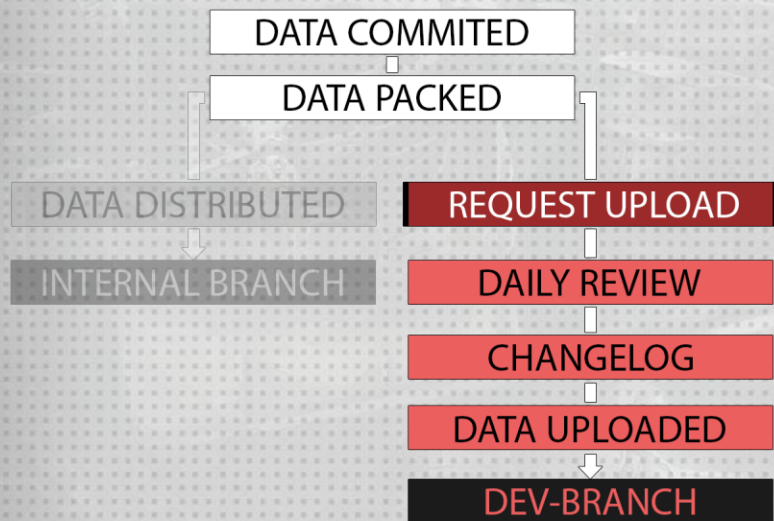 DATA COMMITED
DATA PACKED
DATA DISTRIBUTED
INTERNAL BRANCH
REQUEST UPLOAD
DAILY REVIEW
CHANGELOG
DATA UPLOADED
DEV-BRANCH